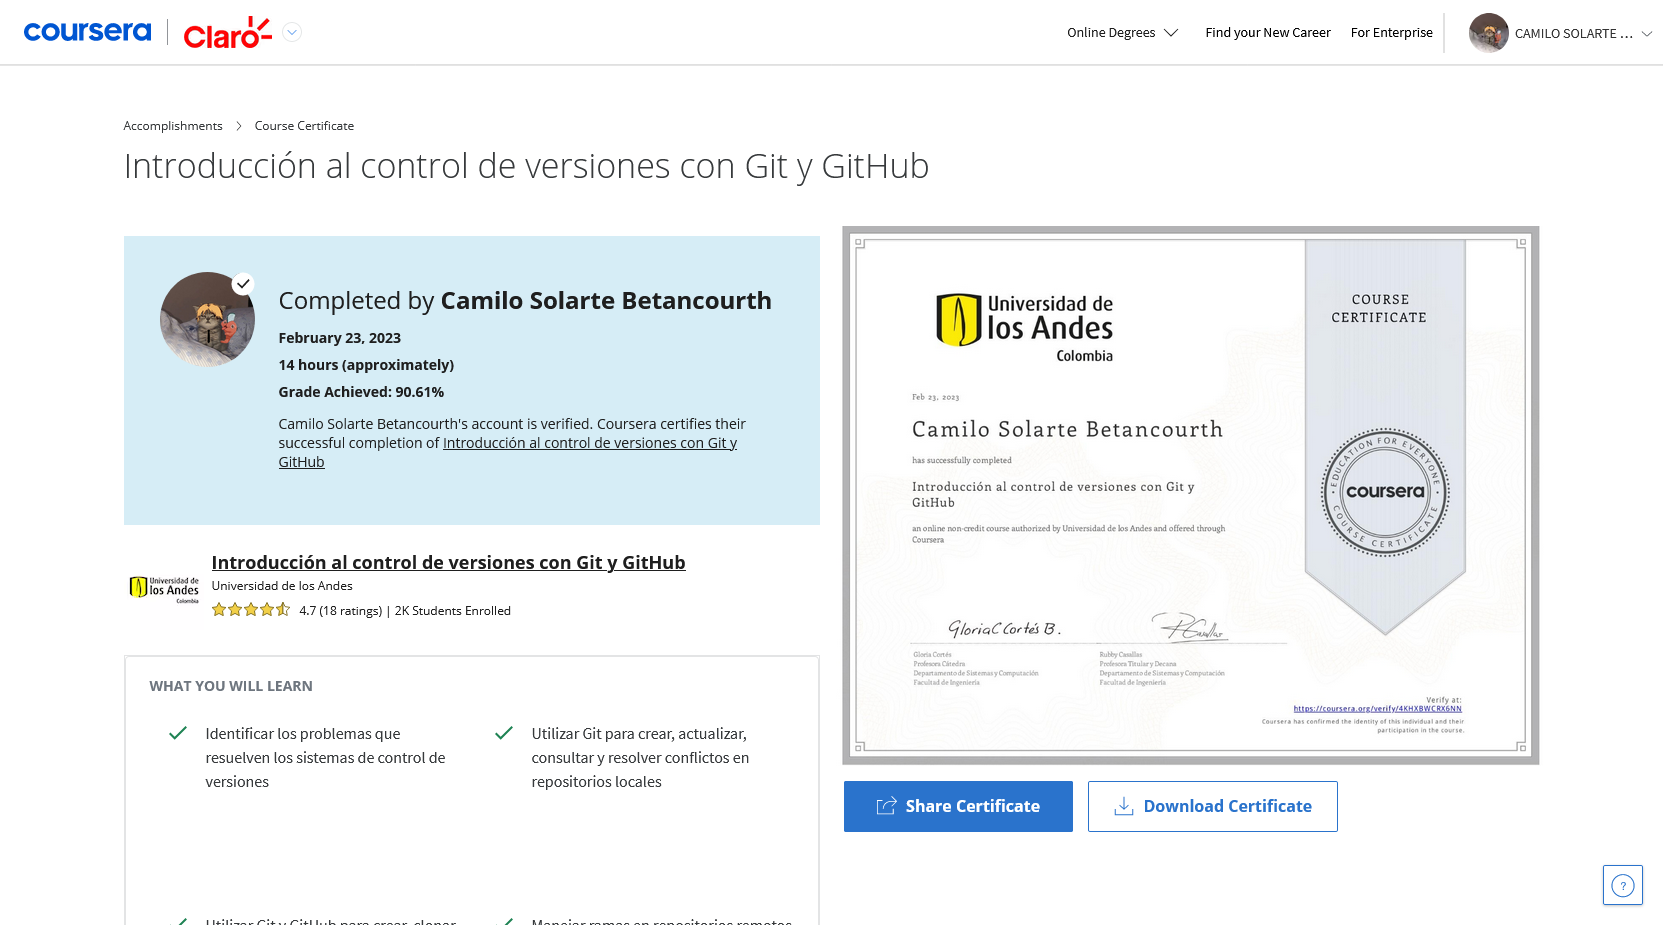 coursera
Claro
Online Degrees
Find your New Career
For Enterprise
CAMILO SOLARTE ...
Accomplishments
Course Certificate
Introducción al control de versiones con Git y GitHub
Completed by Camilo Solarte Betancourth
February 23, 2023
14 hours (approximately)
Grade Achieved: 90.61%
Camilo Solarte Betancourth's account is verified. Coursera certifies their
successful completion of Introducción al control de versiones con Git y
GitHub
Universidad de
los Andes
Colombia
Introducción al control de versiones con Git y GitHub
Universidad de los Andes
4.7 (18 ratings) | 2K Students Enrolled
WHAT YOU WILL LEARN
Identificar los problemas que
resuelven los sistemas de control de
versiones
Utilizar Git para crear, actualizar,
consultar y resolver conflictos en
repositorios locales
Utilizar Git y GitHub para crear, clonar
Manejar ramas en repositorios remotos
Universidad de
los Andes
Colombia
COURSE
CERTIFICATE
Feb 23, 2023
Camilo Solarte Betancourth
has successfully completed
Introducción al control de versiones con Git y
GitHub
an online non-credit course authorized by Universidad de los Andes and offered through
Coursera
EDUCATION FOR EVERYONE
coursera
COURSE CERTIFICATE
Gloria C Cortés B.
R Casallas
Gloria Cortés
Profesora Cátedra
Departamento de Sistemas y Computación
Facultad de Ingeniería
Rubby Casallas
Profesora Titular y Decana
Departamento de Sistemas y Computación
Facultad de Ingeniería
Verify at:
https://coursera.org/verify/4KHXBWCRX6NN
Coursera has confirmed the identity of this individual and their
participation in the course.
Share Certificate
Download Certificate
?